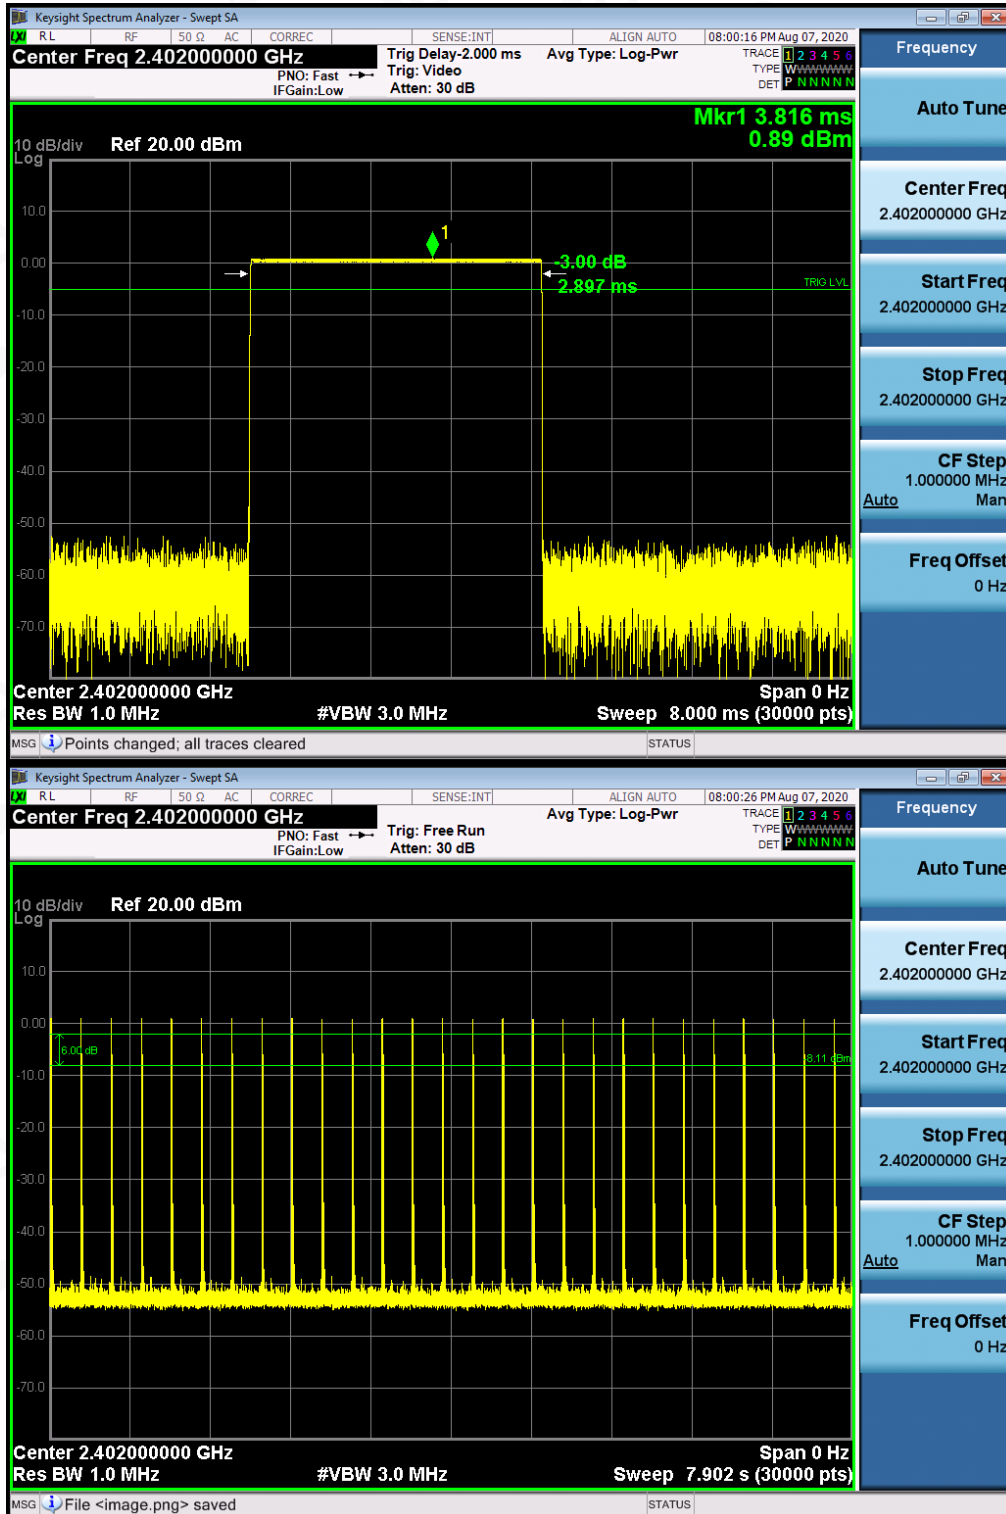 Keysight Spectrum Analyzer - Swept SA
LXI RL RF 50 Ω AC CORREC SENSE:INT ALIGN AUTO 08:00:16 PM Aug 07, 2020
Center Freq 2.402000000 GHz
PNO: Fast
IFGain:Low
Trig Delay-2.000 ms
Trig: Video
Atten: 30 dB
Avg Type: Log-Pwr
TRACE 1 2 3 4 5 6
TYPE WWWWWW
DET P N N N N N
Mkr1 3.816 ms
0.89 dBm
10 dB/div Ref 20.00 dBm
Log
10.0
1
0.00
-3.00 dB
2.897 ms
TRIG LVL
-10.0
-20.0
-30.0
-40.0
-50.0
-60.0
-70.0
Center 2.402000000 GHz Span 0 Hz
Res BW 1.0 MHz #VBW 3.0 MHz Sweep 8.000 ms (30000 pts)
MSG Points changed; all traces cleared STATUS
Frequency
Auto Tune
Center Freq
2.402000000 GHz
Start Freq
2.402000000 GHz
Stop Freq
2.402000000 GHz
CF Step
1.000000 MHz
Auto Man
Freq Offset
0 Hz
Keysight Spectrum Analyzer - Swept SA
LXI RL RF 50 Ω AC CORREC SENSE:INT ALIGN AUTO 08:00:26 PM Aug 07, 2020
Center Freq 2.402000000 GHz
PNO: Fast
IFGain:Low
Trig: Free Run
Atten: 30 dB
Avg Type: Log-Pwr
TRACE 1 2 3 4 5 6
TYPE WWWWWW
DET P N N N N N
10 dB/div Ref 20.00 dBm
Log
10.0
0.00
6.00 dB
8.11 dBm
-10.0
-20.0
-30.0
-40.0
-50.0
-60.0
-70.0
Center 2.402000000 GHz Span 0 Hz
Res BW 1.0 MHz #VBW 3.0 MHz Sweep 7.902 s (30000 pts)
MSG File <image.png> saved STATUS
Frequency
Auto Tune
Center Freq
2.402000000 GHz
Start Freq
2.402000000 GHz
Stop Freq
2.402000000 GHz
CF Step
1.000000 MHz
Auto Man
Freq Offset
0 Hz